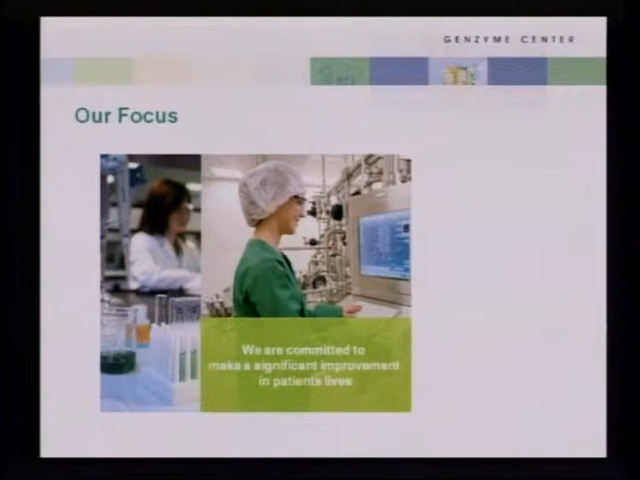 GENZYME CENTER
Our Focus
We are committed to
make a significant improvement
in patients lives